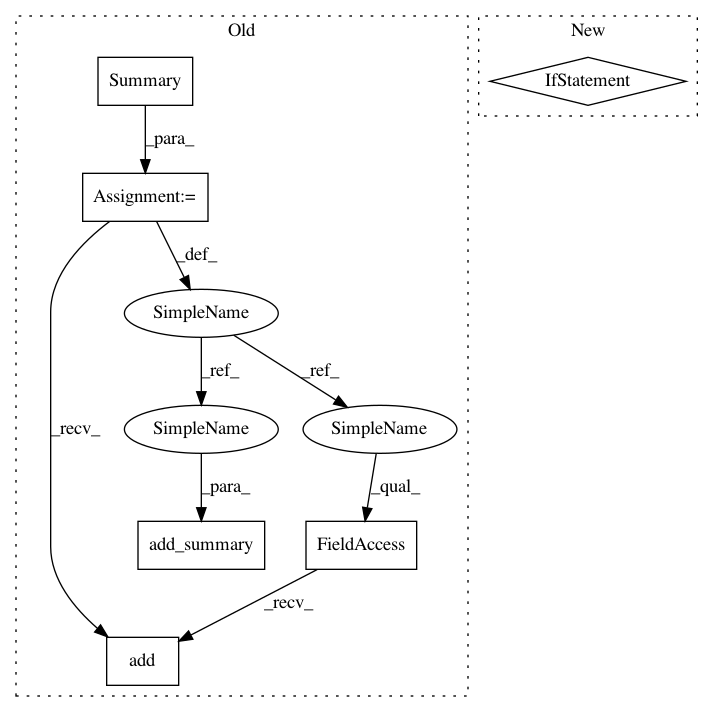 Old
New
Summary
IfStatement
_para_
Assignment:=
_def_
SimpleName
_ref_
_ref_
_recv_
SimpleName
SimpleName
_para_
_qual_
add_summary
FieldAccess
_recv_
add